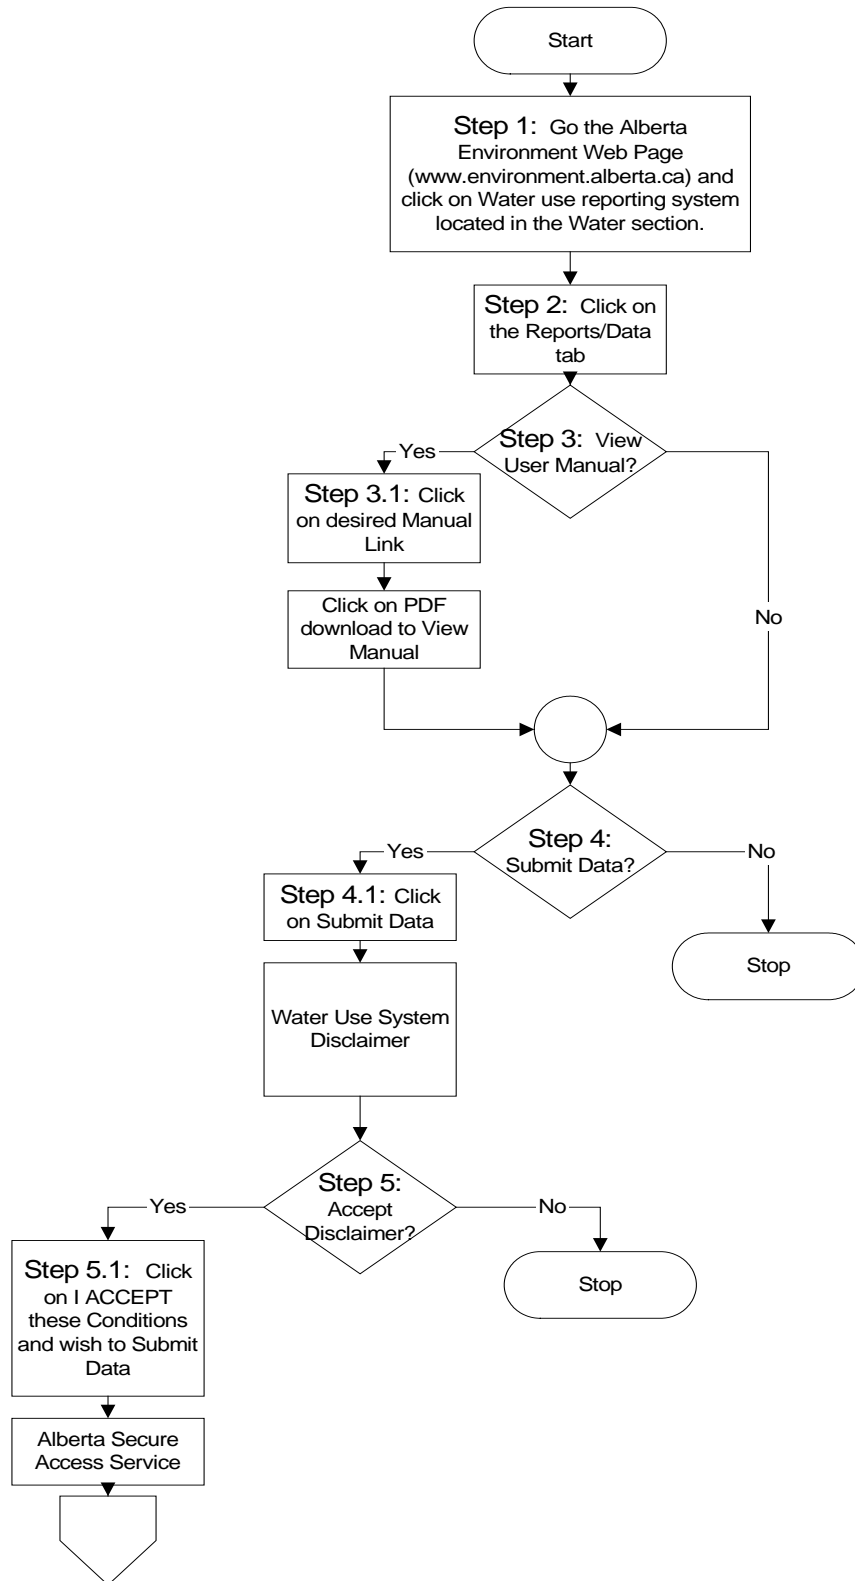 Start
Step 1: Go the Alberta
Environment Web Page
(www.environment.alberta.ca) and
click on Water use reporting system
located in the Water section.
Step 2: Click on
the Reports/Data
tab
Step 3: View
User Manual?
Yes
No
Step 3.1: Click
on desired Manual
Link
Click on PDF
download to View
Manual
Step 4:
Submit Data?
Yes
No
Stop
Step 4.1: Click
on Submit Data
Water Use System
Disclaimer
Step 5:
Accept
Disclaimer?
Yes
No
Stop
Step 5.1: Click
on I ACCEPT
these Conditions
and wish to Submit
Data
Alberta Secure
Access Service